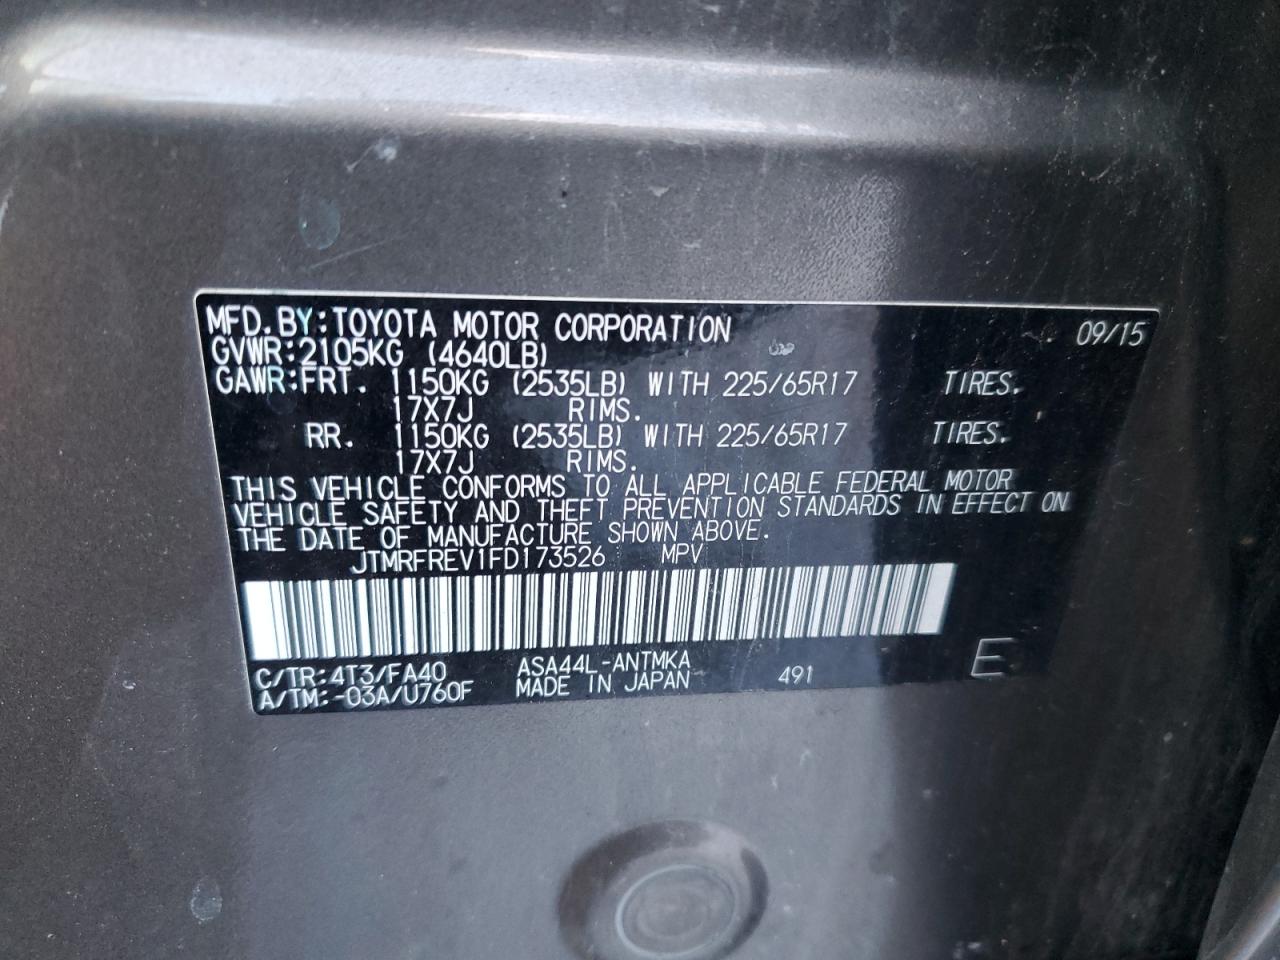 MFD.BY:TOYOTA MOTOR CORPORATION 09/15
GVWR:2105KG (4640LB)
GAWR:FRT. 1150KG (2535LB) WITH 225/65R17 TIRES.
17X7J RIMS.
RR. 1150KG (2535LB) WITH 225/65R17 TIRES.
17X7J RIMS.
THIS VEHICLE CONFORMS TO ALL APPLICABLE FEDERAL MOTOR
VEHICLE SAFETY AND THEFT PREVENTION STANDARDS IN EFFECT ON
THE DATE OF MANUFACTURE SHOWN ABOVE.
JTMRFREV1FD173526 MPV
C/TR:4T3/FA40 ASA44L-ANTMKA 491 E
A/TM:-03A/U760F MADE IN JAPAN